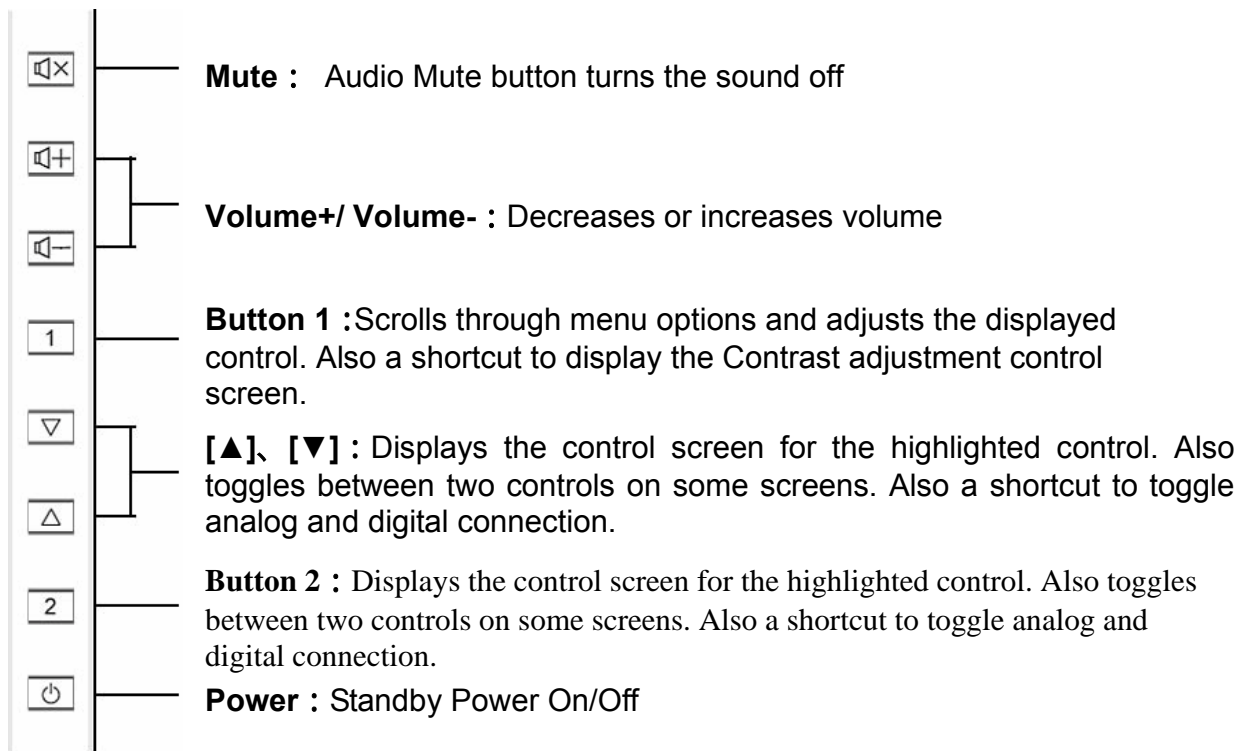 Mute： Audio Mute button turns the sound off
Volume+/ Volume-：Decreases or increases volume
1
Button 1：Scrolls through menu options and adjusts the displayed
control. Also a shortcut to display the Contrast adjustment control
screen.
[▲]、[▼]：Displays the control screen for the highlighted control. Also
toggles between two controls on some screens. Also a shortcut to toggle
analog and digital connection.
2
Button 2：Displays the control screen for the highlighted control. Also toggles
between two controls on some screens. Also a shortcut to toggle analog and
digital connection.
Power：Standby Power On/Off